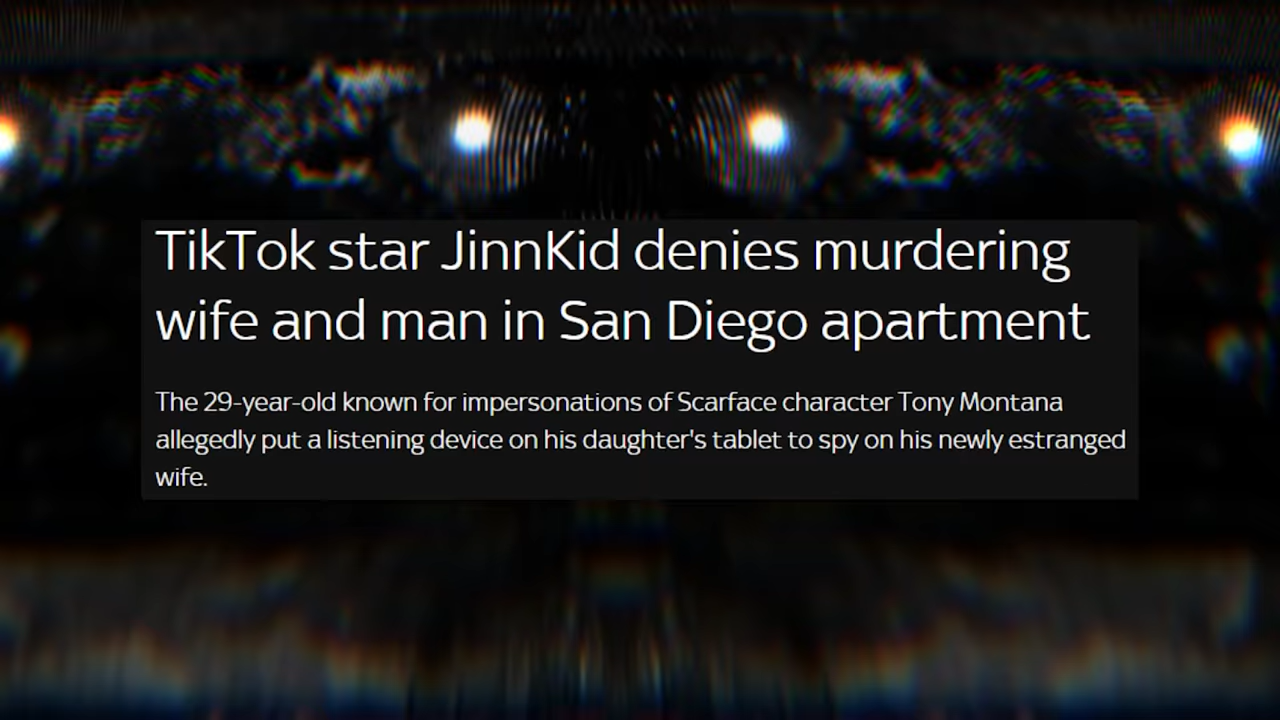 TikTok star JinnKid denies murdering
wife and man in San Diego apartment
The 29-year-old known for impersonations of Scarface character Tony Montana
allegedly put a listening device on his daughter's tablet to spy on his newly estranged
wife.